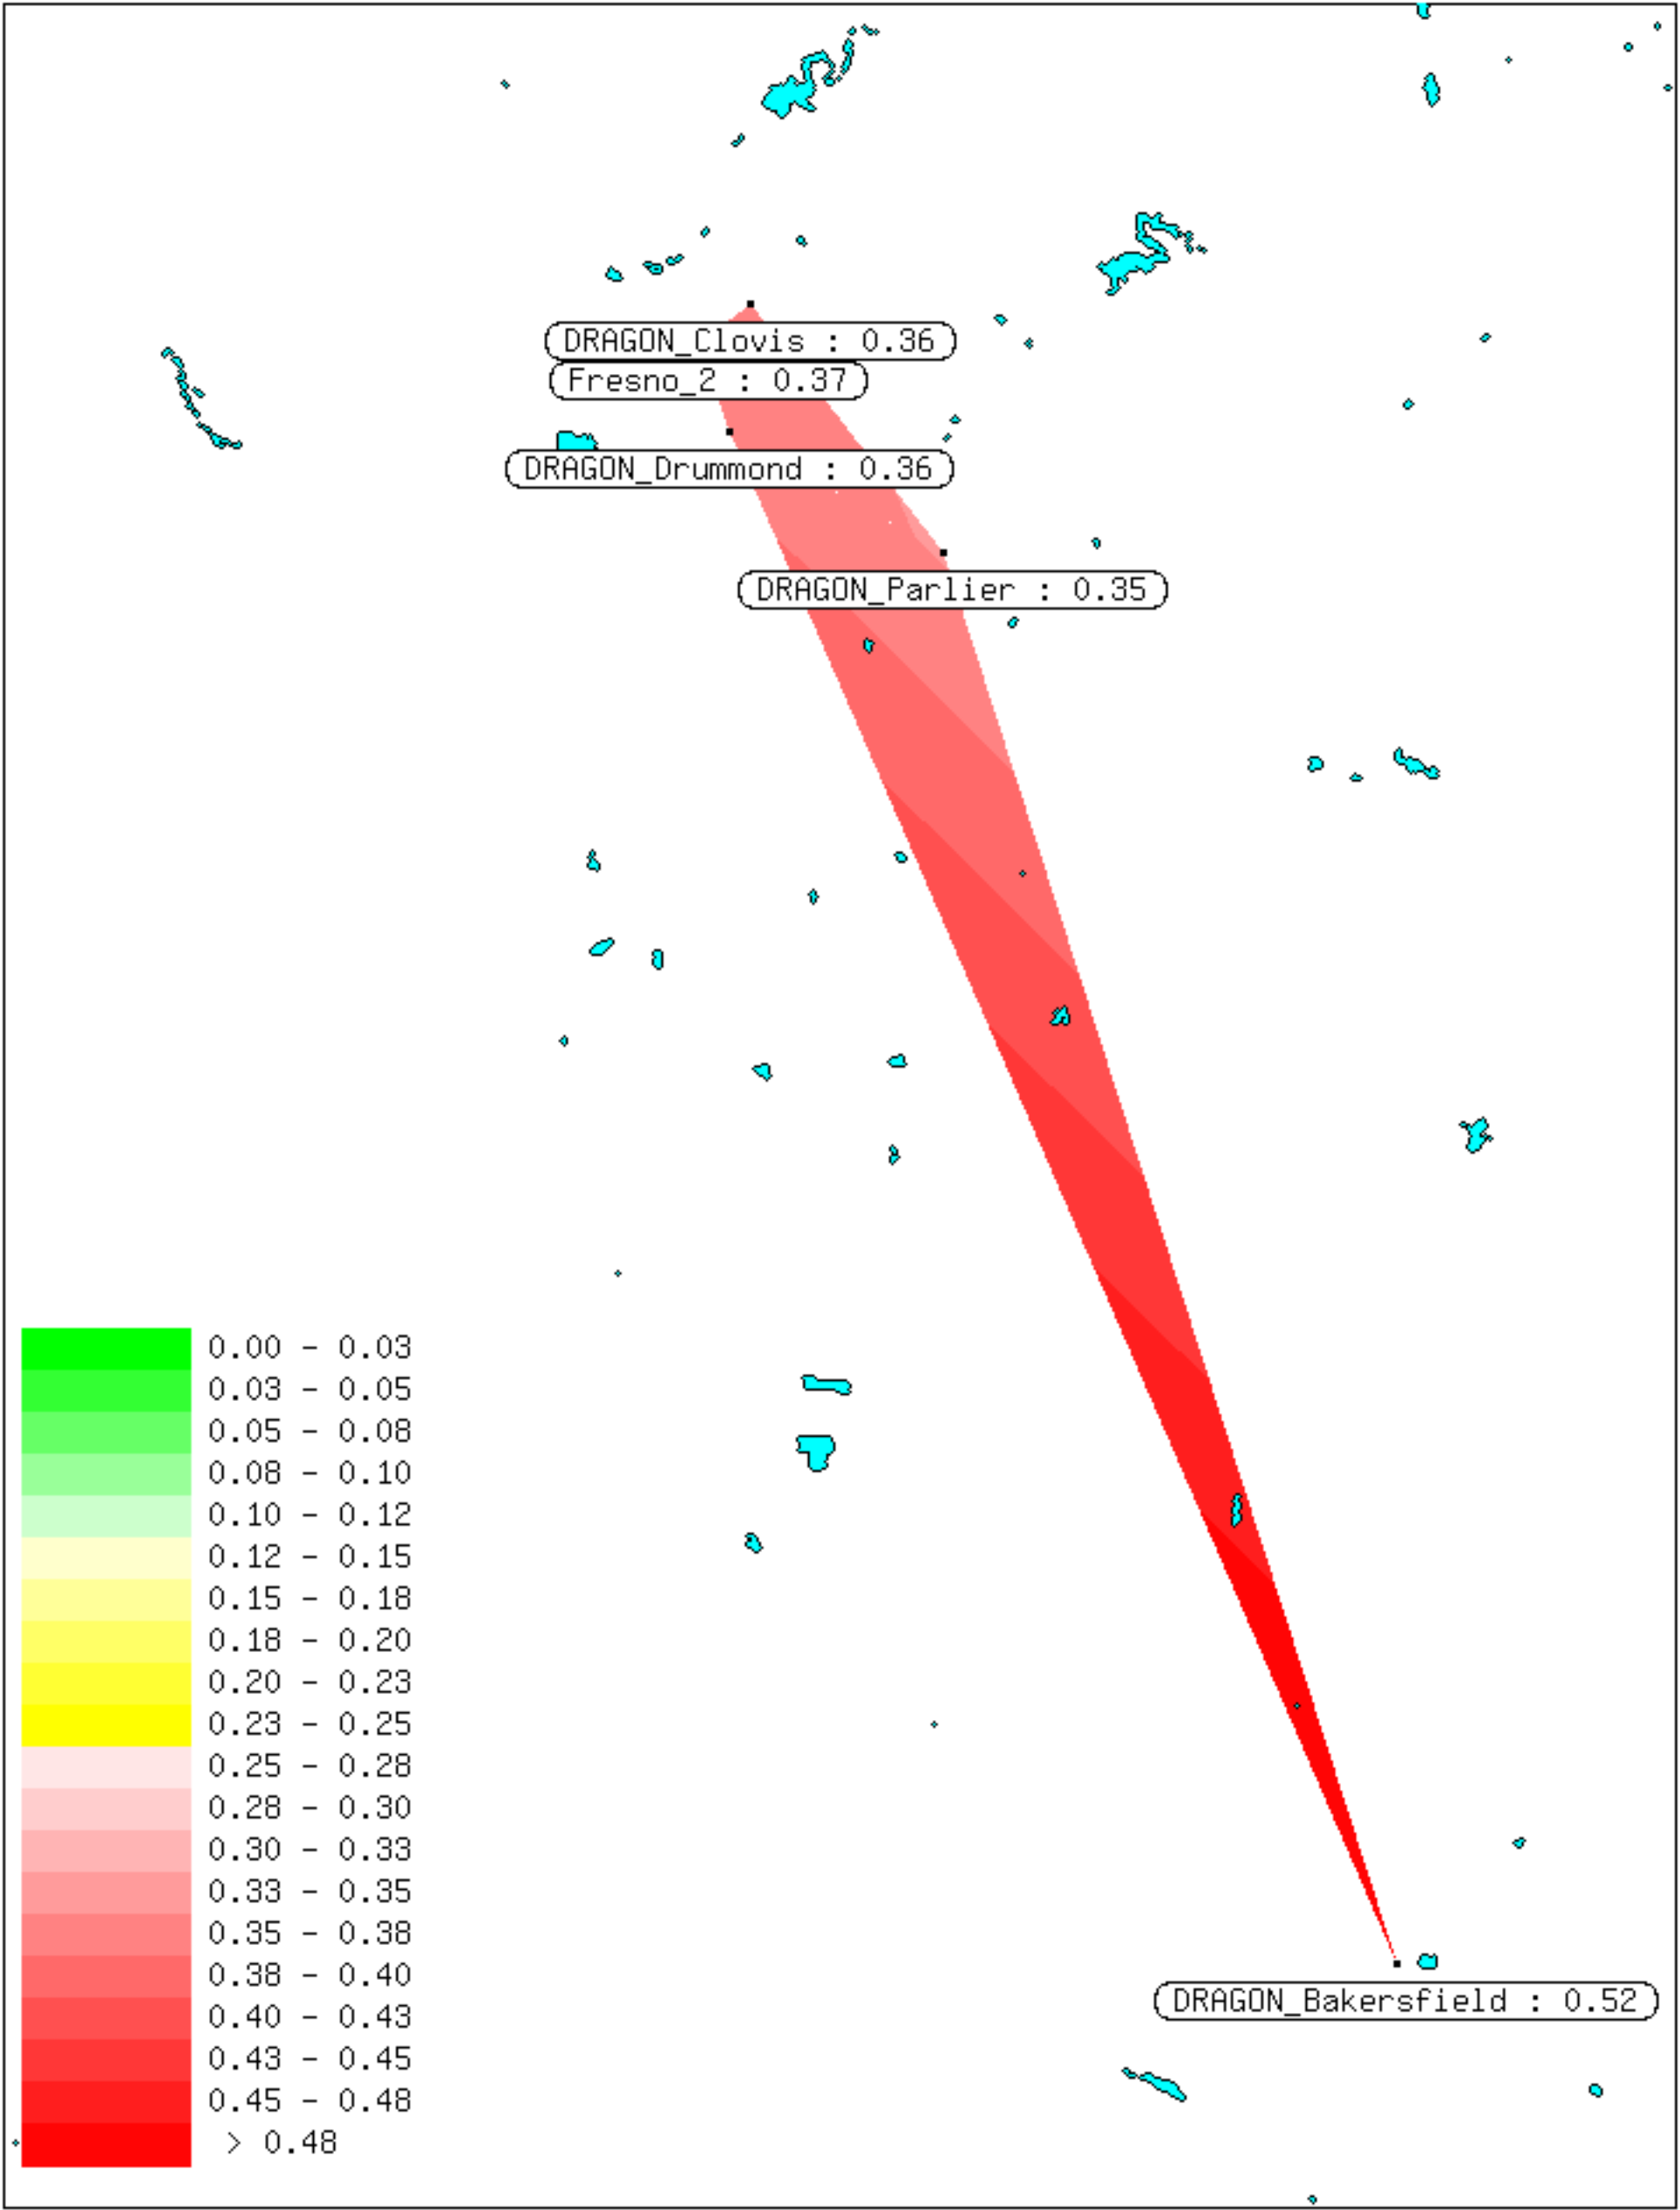 DRAGON_Clovis : 0.36
Fresno_2 : 0.37
DRAGON_Drummond : 0.36
DRAGON_Parlier : 0.35
0.00 - 0.03
0.03 - 0.05
0.05 - 0.08
0.08 - 0.10
0.10 - 0.12
0.12 - 0.15
0.15 - 0.18
0.18 - 0.20
0.20 - 0.23
0.23 - 0.25
0.25 - 0.28
0.28 - 0.30
0.30 - 0.33
0.33 - 0.35
0.35 - 0.38
0.38 - 0.40
0.40 - 0.43
0.43 - 0.45
0.45 - 0.48
> 0.48
DRAGON_Bakersfield : 0.52